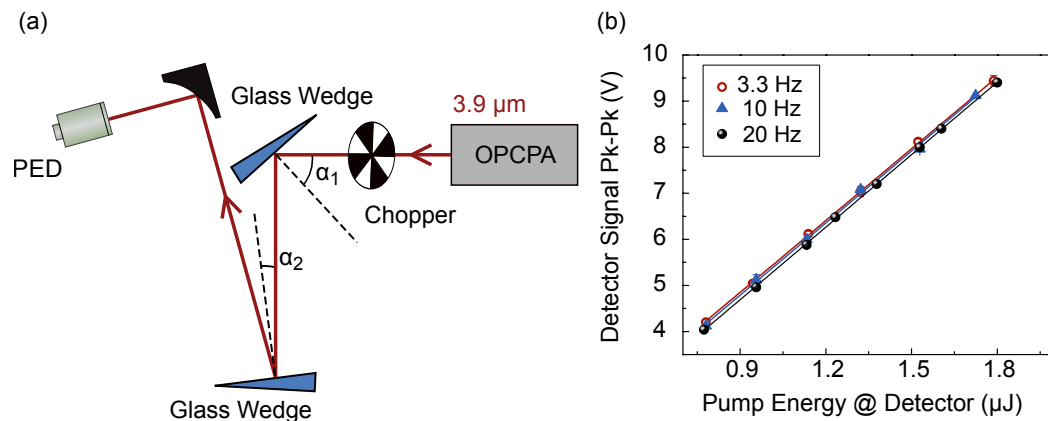 (a)
Glass Wedge
3.9 μm
OPCPA
PED
α1
Chopper
α2
Glass Wedge
(b)
Detector Signal Pk-Pk (V)
10
9
8
7
6
5
4
3.3 Hz
10 Hz
20 Hz
0.9 1.2 1.5 1.8
Pump Energy @ Detector (μJ)